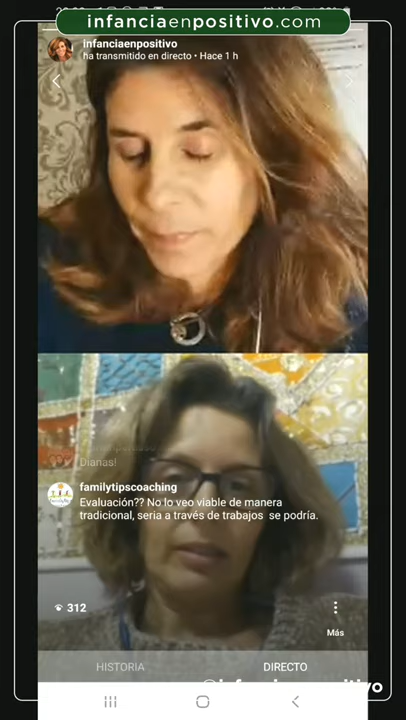 infanciaenpositivo.com
infanciaenpositivo
ha transmitido en directo • Hace 1 h
Dianas!
familytipscoaching
Evaluación?? No lo veo viable de manera
tradicional, seria a través de trabajos se podría.
312
Más
HISTORIA
DIRECTO